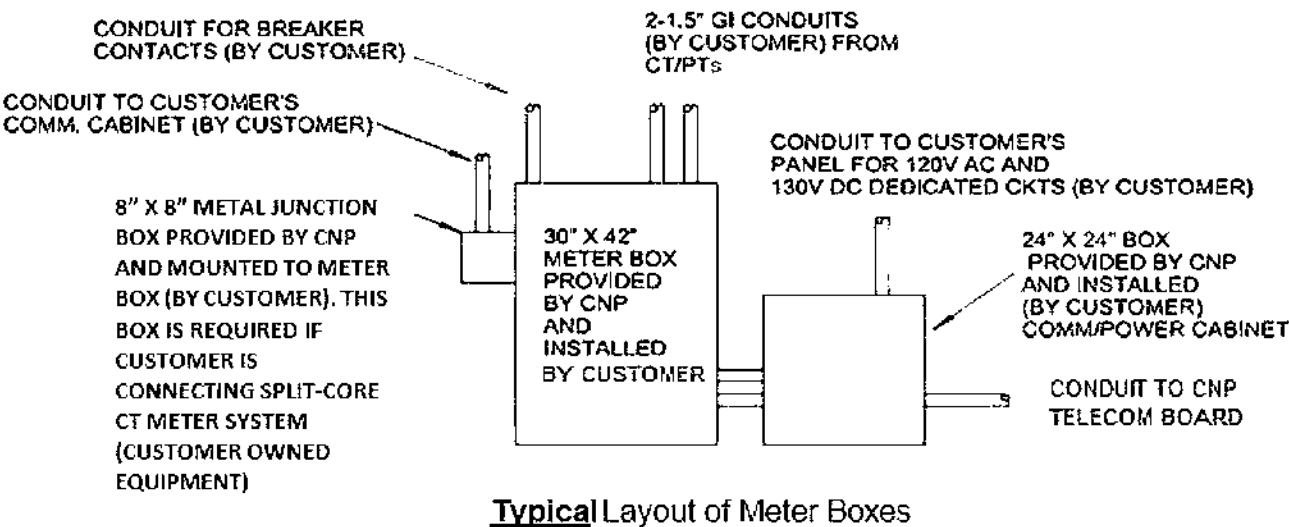 CONDUIT FOR BREAKER
CONTACTS (BY CUSTOMER)
2-1.5" GI CONDUITS
(BY CUSTOMER) FROM
CT/PTs
CONDUIT TO CUSTOMER'S
COMM. CABINET (BY CUSTOMER)
CONDUIT TO CUSTOMER'S
PANEL FOR 120V AC AND
130V DC DEDICATED CKTS (BY CUSTOMER)
8" X 8" METAL JUNCTION
BOX PROVIDED BY CNP
AND MOUNTED TO METER
BOX (BY CUSTOMER). THIS
BOX IS REQUIRED IF
CUSTOMER IS
CONNECTING SPLIT-CORE
CT METER SYSTEM
(CUSTOMER OWNED
EQUIPMENT)
30" X 42"
METER BOX
PROVIDED
BY CNP
AND
INSTALLED
BY CUSTOMER
24" X 24" BOX
PROVIDED BY CNP
AND INSTALLED
(BY CUSTOMER)
COMM/POWER CABINET
CONDUIT TO CNP
TELECOM BOARD
Typical Layout of Meter Boxes